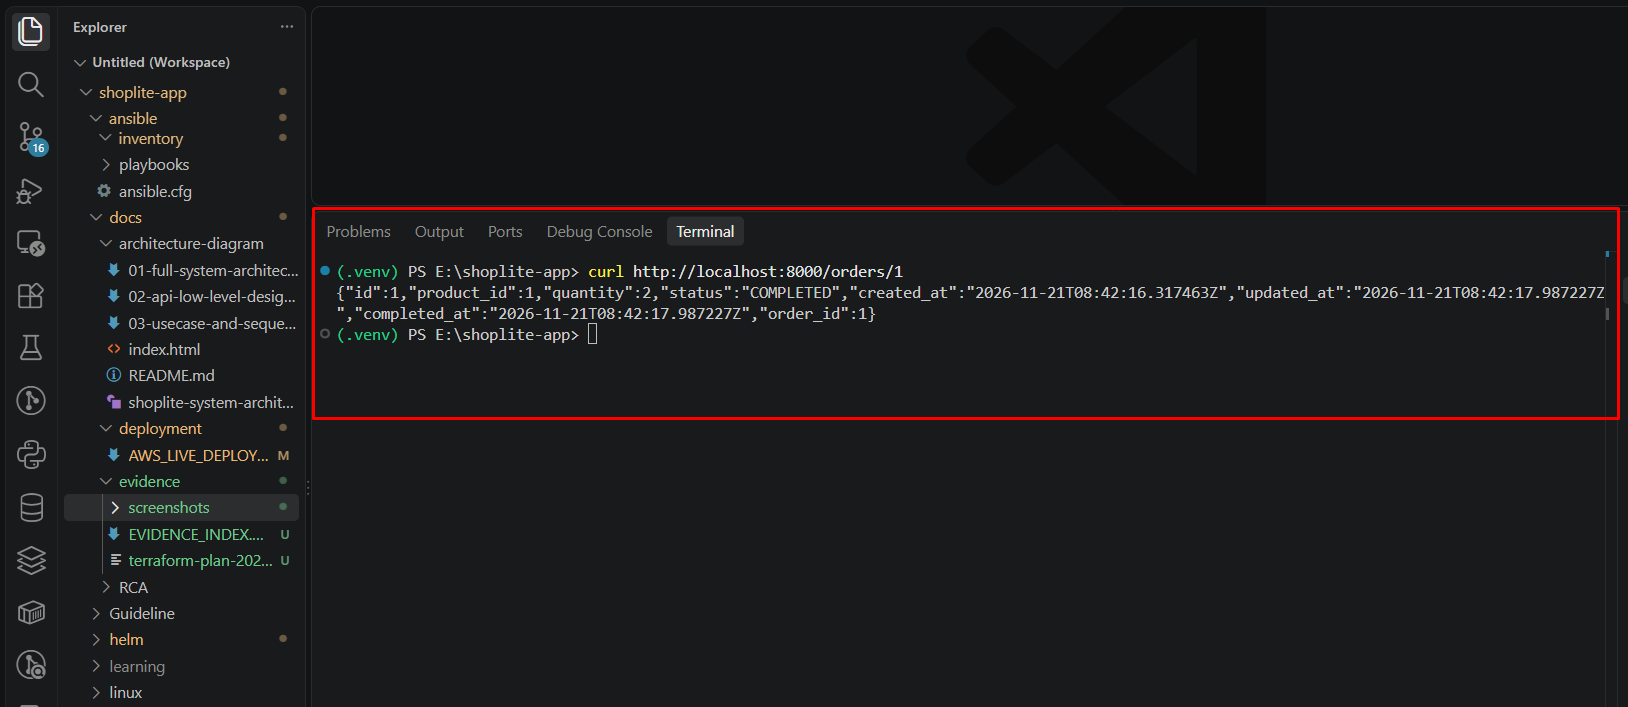 Explorer
Untitled (Workspace)
shoplite-app
ansible
inventory
playbooks
ansible.cfg
docs
architecture-diagram
01-full-system-architec...
02-api-low-level-desig...
03-usecase-and-seque...
index.html
README.md
shoplite-system-archit...
deployment
AWS_LIVE_DEPLOY... M
evidence
screenshots
EVIDENCE_INDEX.... U
terraform-plan-202... U
RCA
Guideline
helm
learning
linux
16
Problems Output Ports Debug Console Terminal
(.venv) PS E:\shoplite-app> curl http://localhost:8000/orders/1
{"id":1,"product_id":1,"quantity":2,"status":"COMPLETED","created_at":"2026-11-21T08:42:16.317463Z","updated_at":"2026-11-21T08:42:17.987227Z
","completed_at":"2026-11-21T08:42:17.987227Z","order_id":1}
(.venv) PS E:\shoplite-app>